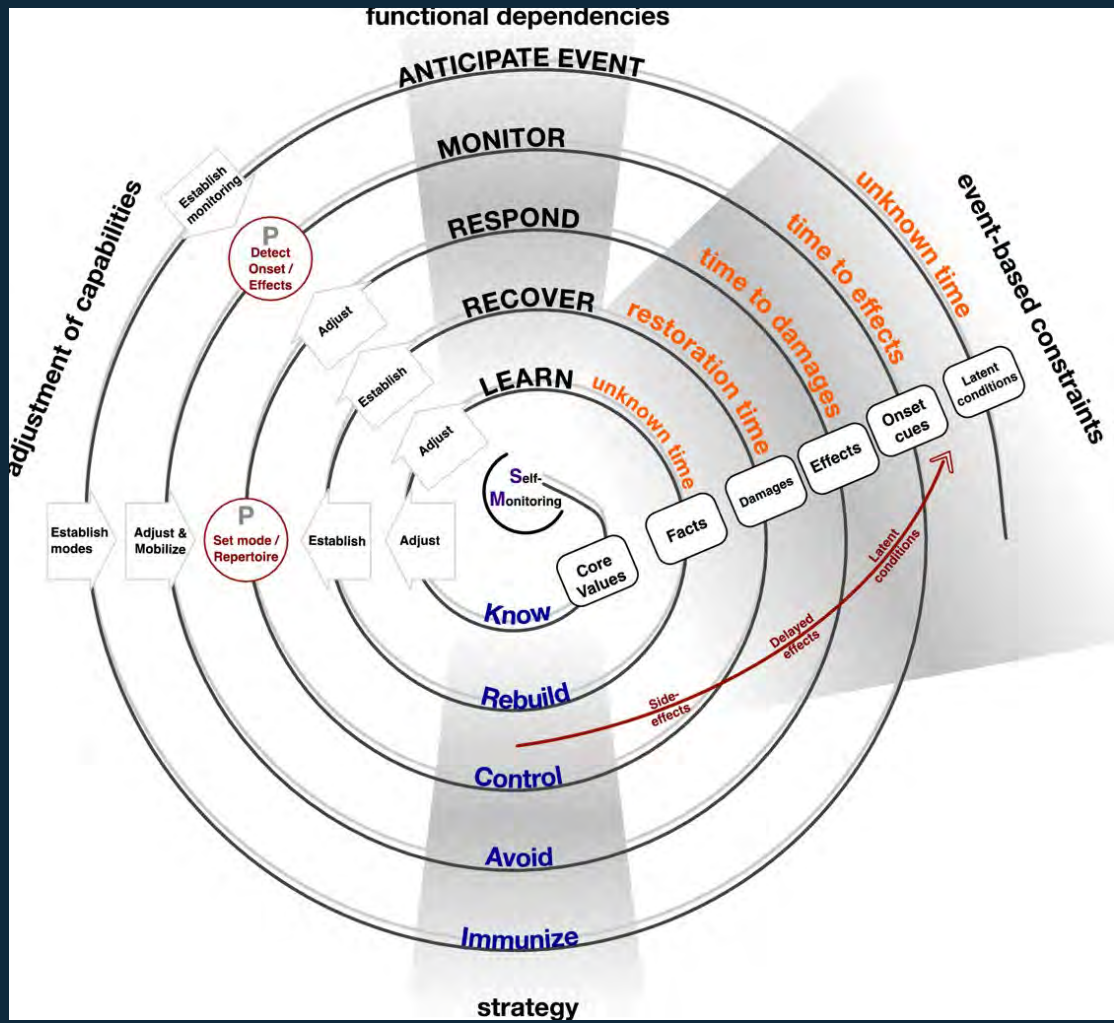 functional dependencies
ANTICIPATE EVENT
MONITOR
RESPOND
RECOVER
LEARN
adjustment of capabilities
Establish
monitoring
P
Detect
Onset /
Effects
Adjust
Establish
Adjust
Establish
modes
Adjust &
Mobilize
P
Set mode /
Repertoire
Establish
Adjust
Self-
Monitoring
unknown time
restoration time
time to damages
time to effects
unknown time
event-based constraints
Core
Values
Facts
Damages
Effects
Onset
cues
Latent
conditions
Side-
effects
Delayed
effects
Latent
conditions
Know
Rebuild
Control
Avoid
Immunize
strategy